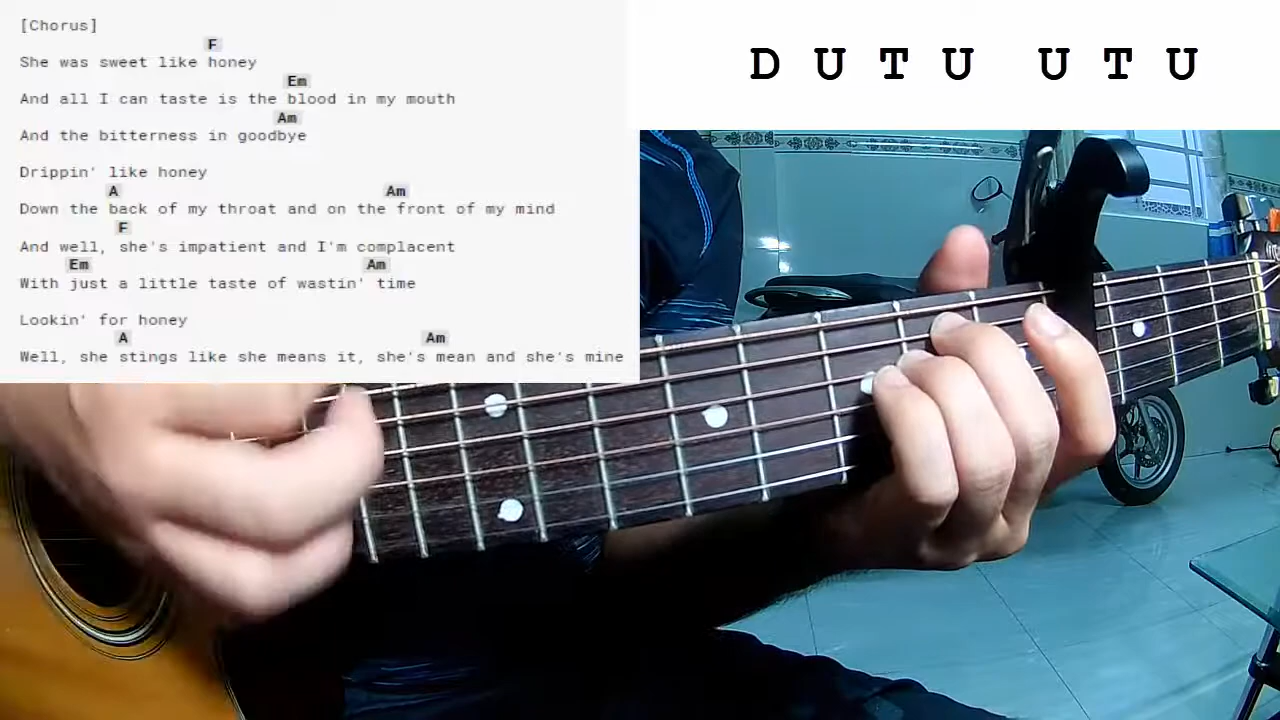 [Chorus]
F
She was sweet like honey
Em
And all I can taste is the blood in my mouth
Am
And the bitterness in goodbye
Drippin' like honey
A Am
Down the back of my throat and on the front of my mind
F
And well, she's impatient and I'm complacent
Em Am
With just a little taste of wastin' time
Lookin' for honey
A Am
Well, she stings like she means it, she's mean and she's mine
D U T U U T U